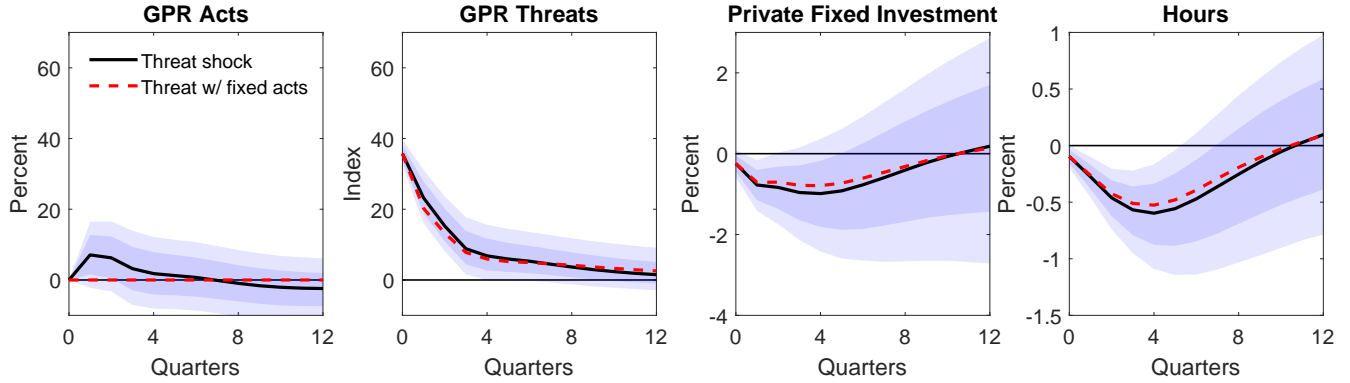 GPR Acts
Percent
60
40
20
0
Threat shock
Threat w/ fixed acts
0 4 8 12
Quarters
GPR Threats
Index
60
40
20
0
0 4 8 12
Quarters
Private Fixed Investment
Percent
2
0
-2
-4
0 4 8 12
Quarters
Hours
Percent
1
0.5
0
-0.5
-1
-1.5
0 4 8 12
Quarters